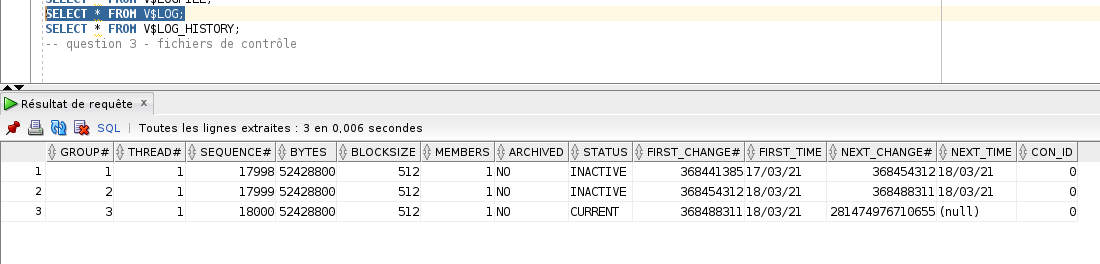 SELECT * FROM V$LOGFILE;
SELECT * FROM V$LOG;
SELECT * FROM V$LOG_HISTORY;
-- question 3 - fichiers de contrôle
Résultat de requête x
SQL | Toutes les lignes extraites : 3 en 0,006 secondes
GROUP# THREAD# SEQUENCE# BYTES BLOCKSIZE MEMBERS ARCHIVED STATUS FIRST_CHANGE# FIRST_TIME NEXT_CHANGE# NEXT_TIME CON_ID
1 1 1 17998 52428800 512 1 NO INACTIVE 368441385 17/03/21 368454312 18/03/21 0
2 2 1 17999 52428800 512 1 NO INACTIVE 368454312 18/03/21 368488311 18/03/21 0
3 3 1 18000 52428800 512 1 NO CURRENT 368488311 18/03/21 281474976710655 (null) 0